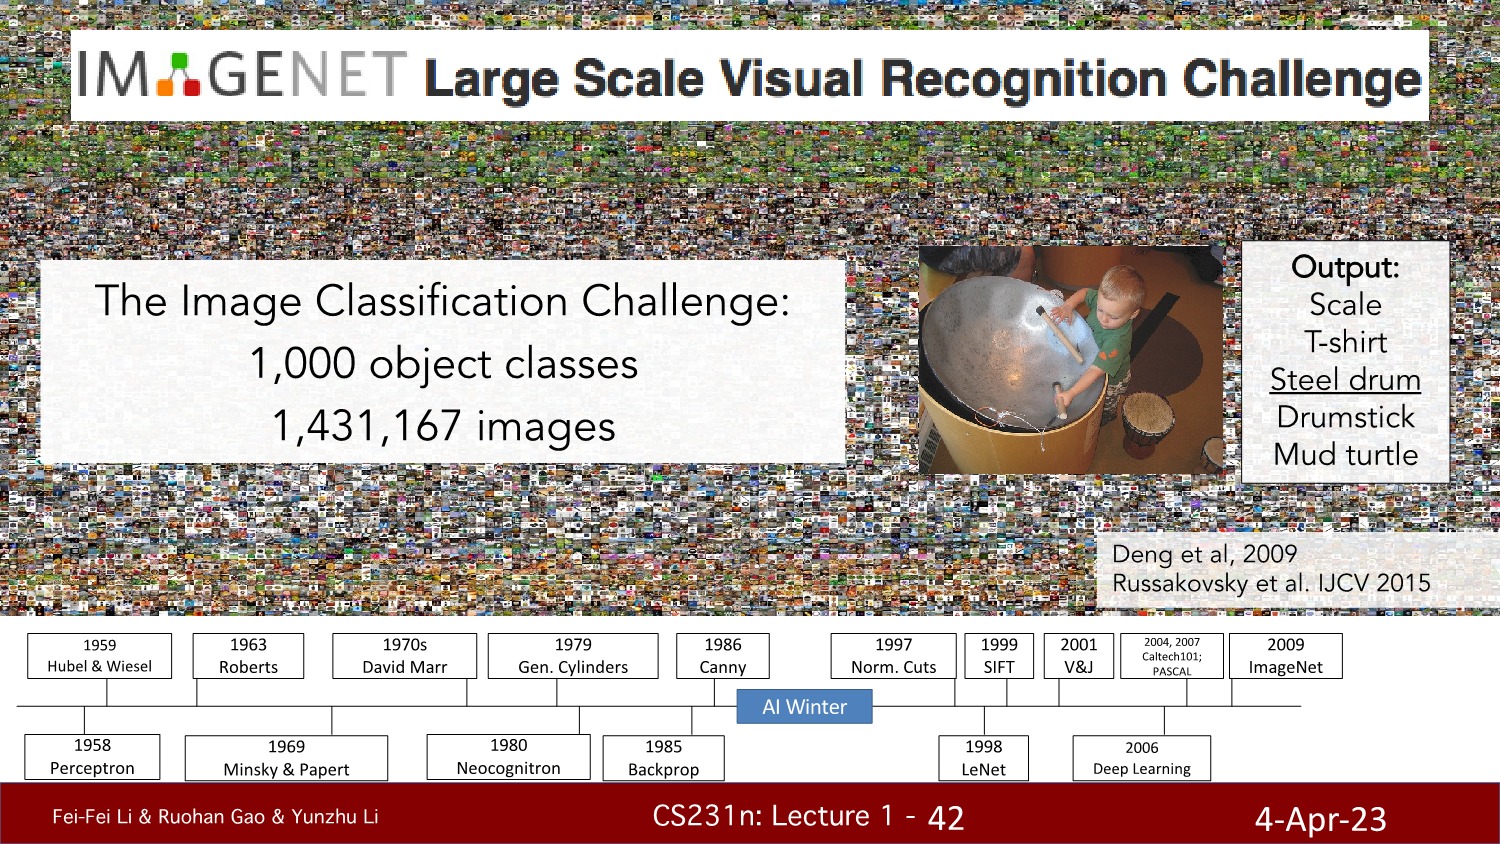 IMAGENET Large Scale Visual Recognition Challenge
The Image Classification Challenge:
1,000 object classes
1,431,167 images
Output:
Scale
T-shirt
Steel drum
Drumstick
Mud turtle
Deng et al, 2009
Russakovsky et al. IJCV 2015
1959
Hubel & Wiesel
1963
Roberts
1970s
David Marr
1979
Gen. Cylinders
1986
Canny
1997
Norm. Cuts
1999
SIFT
2001
V&J
2004, 2007
Caltech101;
PASCAL
2009
ImageNet
AI Winter
1958
Perceptron
1969
Minsky & Papert
1980
Neocognitron
1985
Backprop
1998
LeNet
2006
Deep Learning
Fei-Fei Li & Ruohan Gao & Yunzhu Li
CS231n: Lecture 1 - 42
4-Apr-23